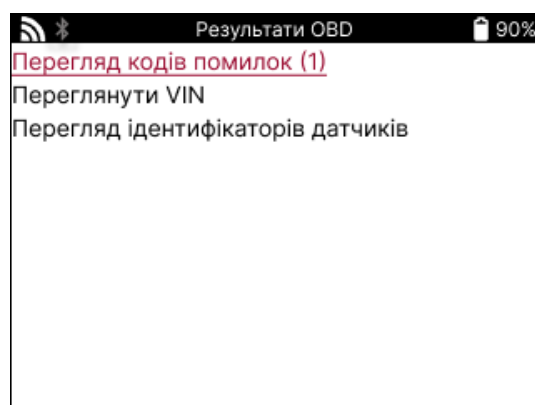 Результати OBD 90%
Перегляд кодів помилок (1)
Переглянути VIN
Перегляд ідентифікаторів датчиків